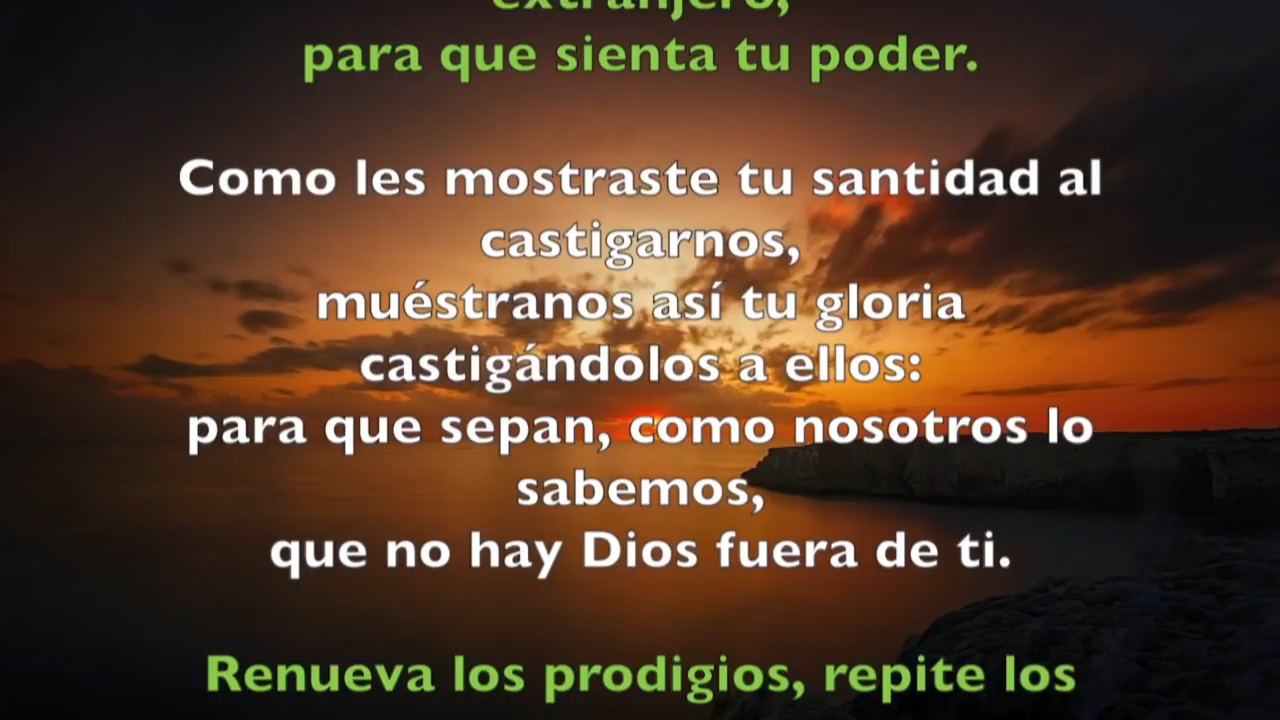 extranjero,
para que sienta tu poder.
Como les mostraste tu santidad al
castigarnos,
muéstranos así tu gloria
castigándolos a ellos:
para que sepan, como nosotros lo
sabemos,
que no hay Dios fuera de ti.
Renueva los prodigios, repite los